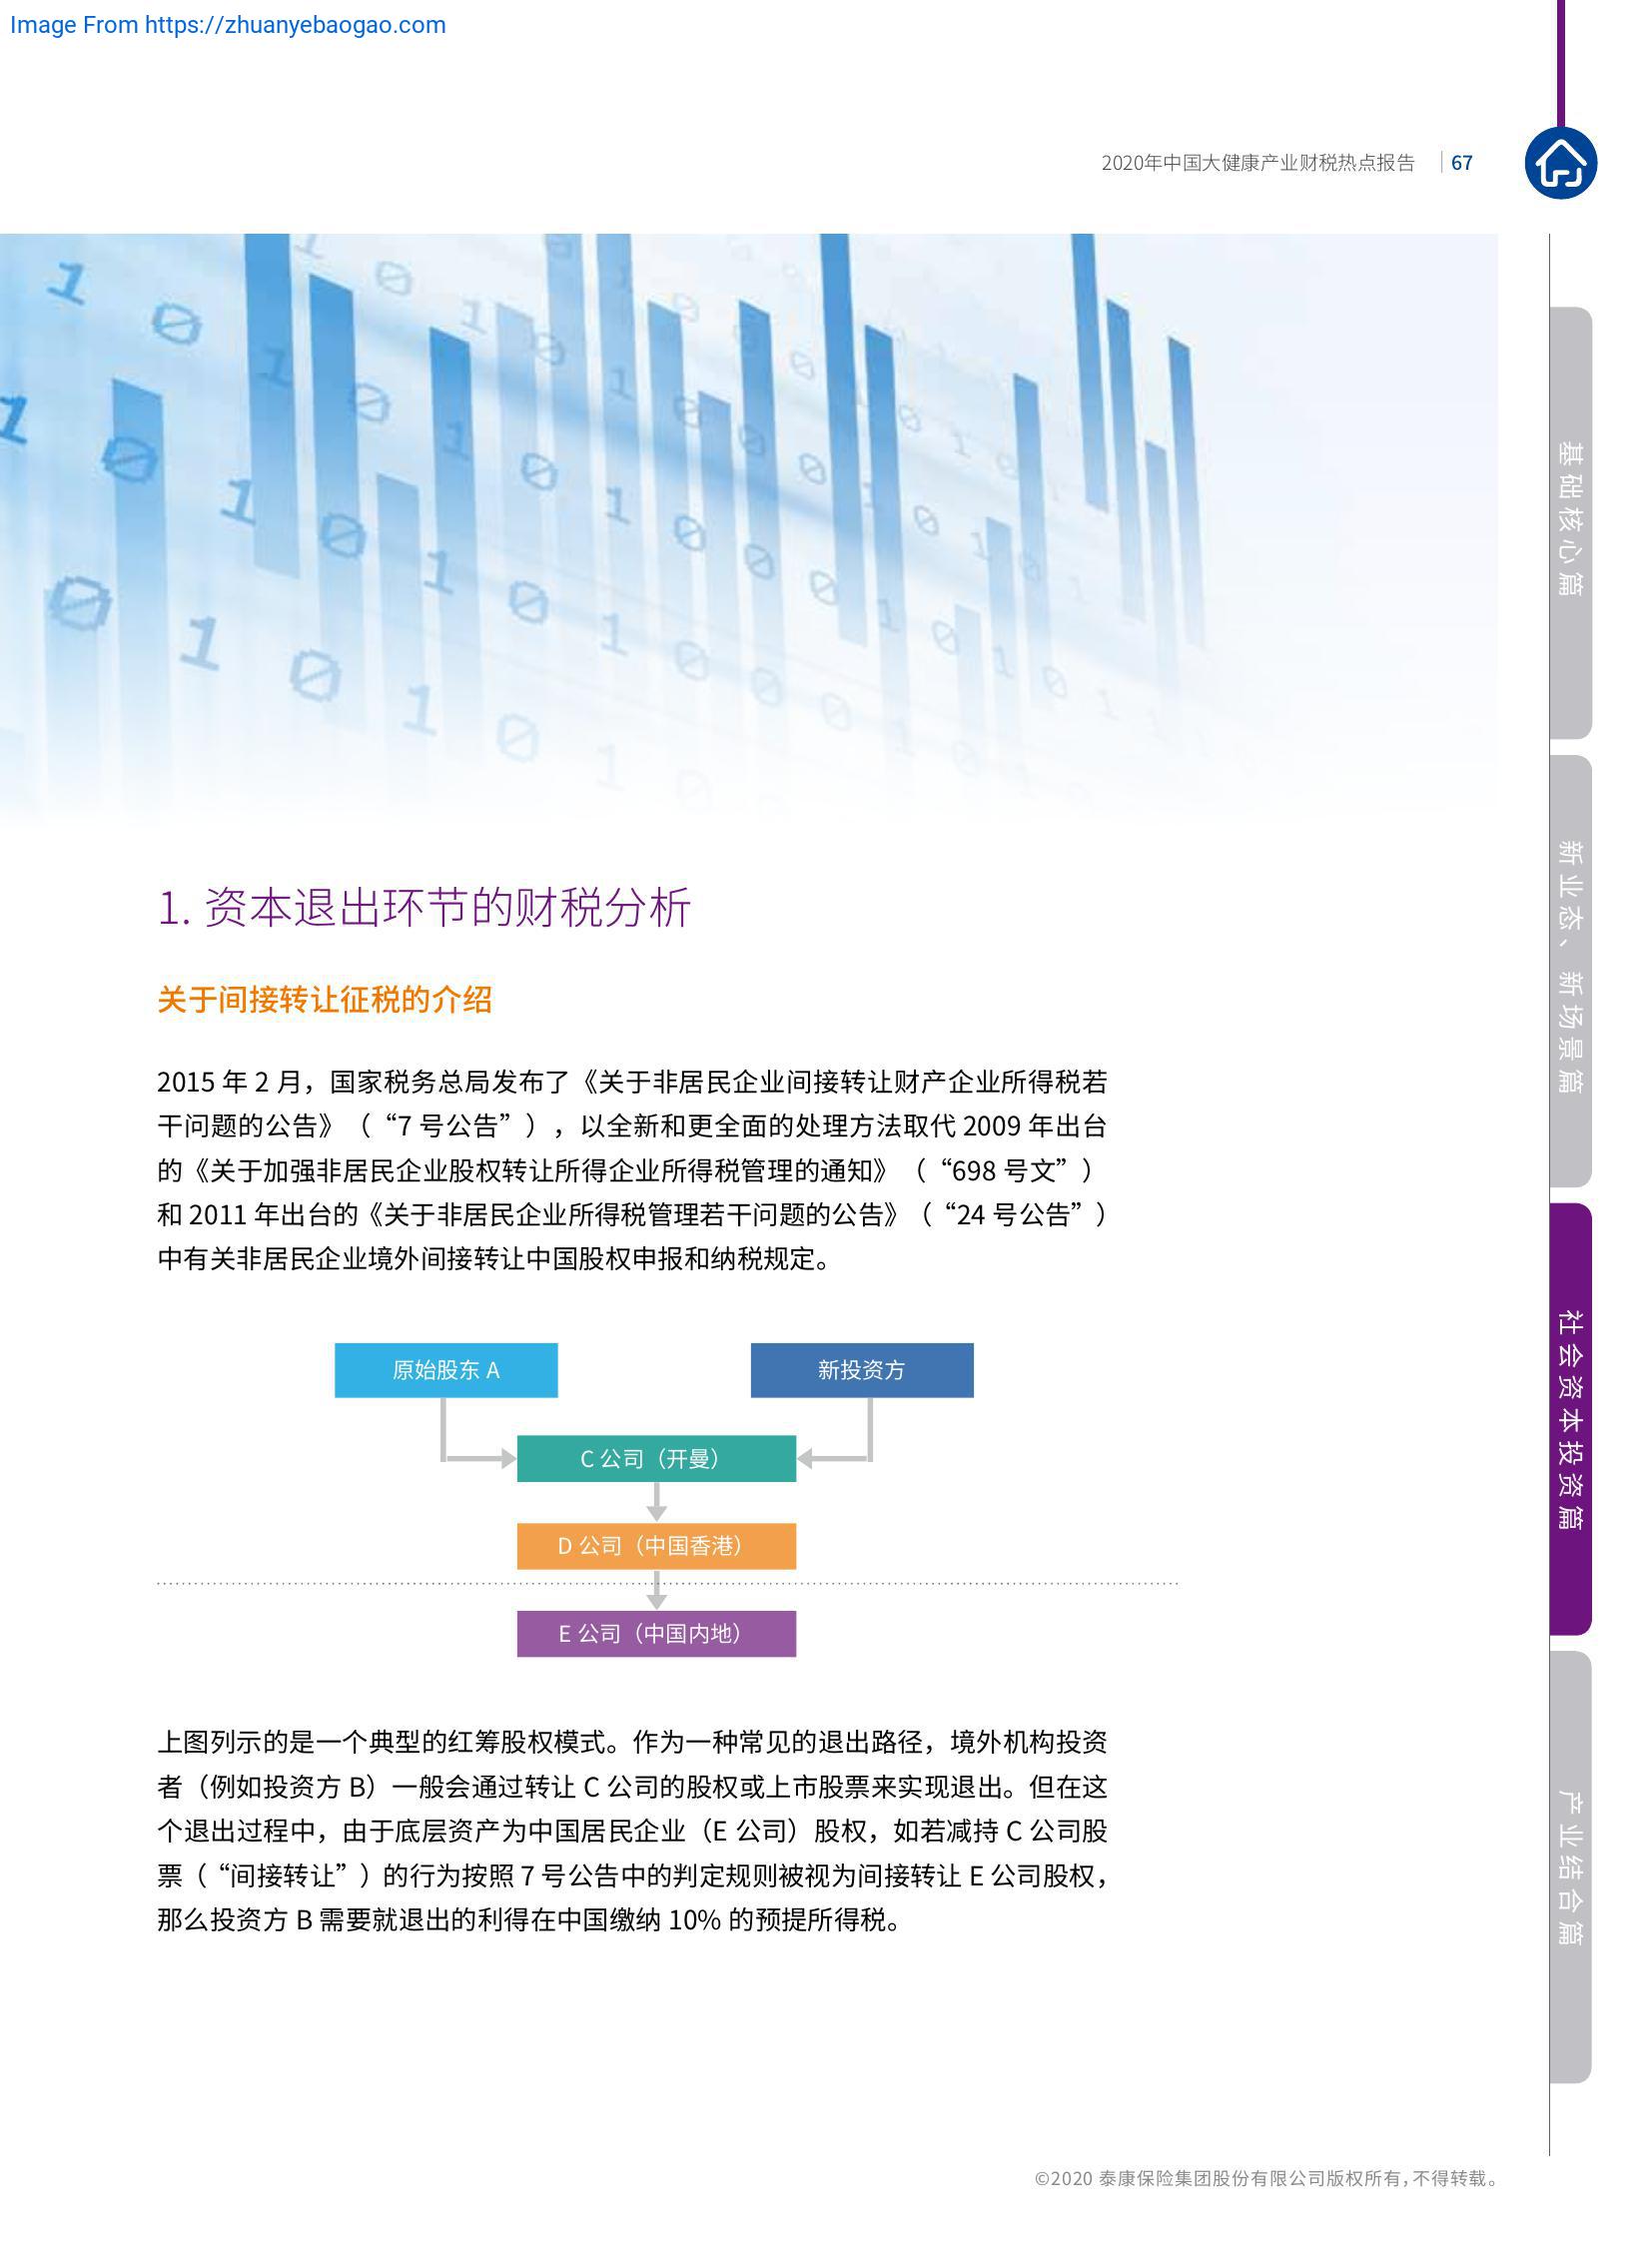 Image From https://zhuanyebaogao.com
2020年中国大健康产业财税热点报告 | 67
1. 资本退出环节的财税分析
关于间接转让征税的介绍
2015 年 2 月，国家税务总局发布了《关于非居民企业间接转让财产企业所得税若
干问题的公告》（“7 号公告”），以全新和更全面的处理方法取代 2009 年出台
的《关于加强非居民企业股权转让所得企业所得税管理的通知》（“698 号文”）
和 2011 年出台的《关于非居民企业所得税管理若干问题的公告》（“24 号公告”）
中有关非居民企业境外间接转让中国股权申报和纳税规定。
原始股东 A
新投资方
C 公司（开曼）
D 公司（中国香港）
E 公司（中国内地）
上图列示的是一个典型的红筹股权模式。作为一种常见的退出路径，境外机构投资
者（例如投资方 B）一般会通过转让 C 公司的股权或上市股票来实现退出。但在这
个退出过程中，由于底层资产为中国居民企业（E 公司）股权，如若减持 C 公司股
票（“间接转让”）的行为按照 7 号公告中的判定规则被视为间接转让 E 公司股权，
那么投资方 B 需要就退出的利得在中国缴纳 10% 的预提所得税。
基础核心篇
新业态、新场景篇
社会资本投资篇
产业结合篇
©2020 泰康保险集团股份有限公司版权所有，不得转载。